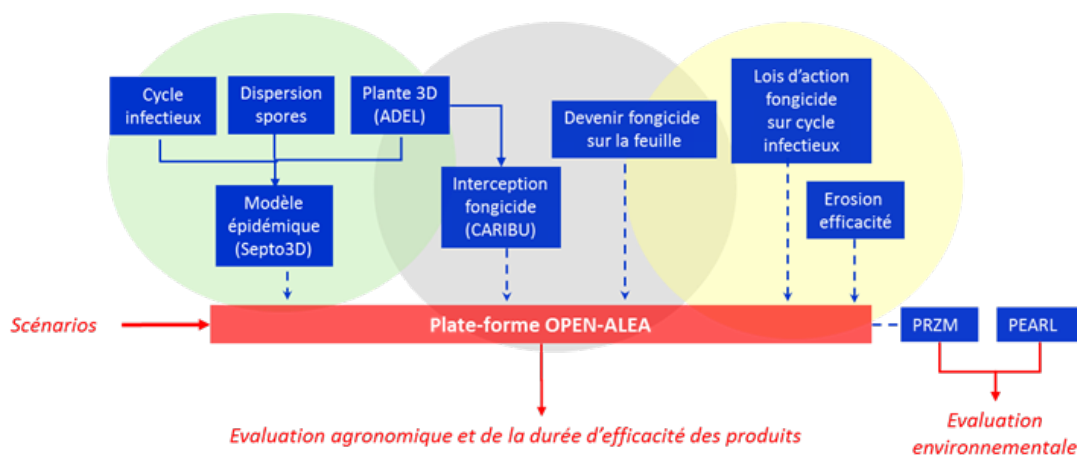 Cycle
infectieux
Dispersion
spores
Plante 3D
(ADEL)
Devenir fongicide
sur la feuille
Lois d'action
fongicide
sur cycle
infectieux
Modèle
épidémique
(Septo3D)
Interception
fongicide
(CARIBU)
Erosion
efficacité
Scénarios
Plate-forme OPEN-ALEA
PRZM
PEARL
Evaluation agronomique et de la durée d'efficacité des produits
Evaluation
environnementale